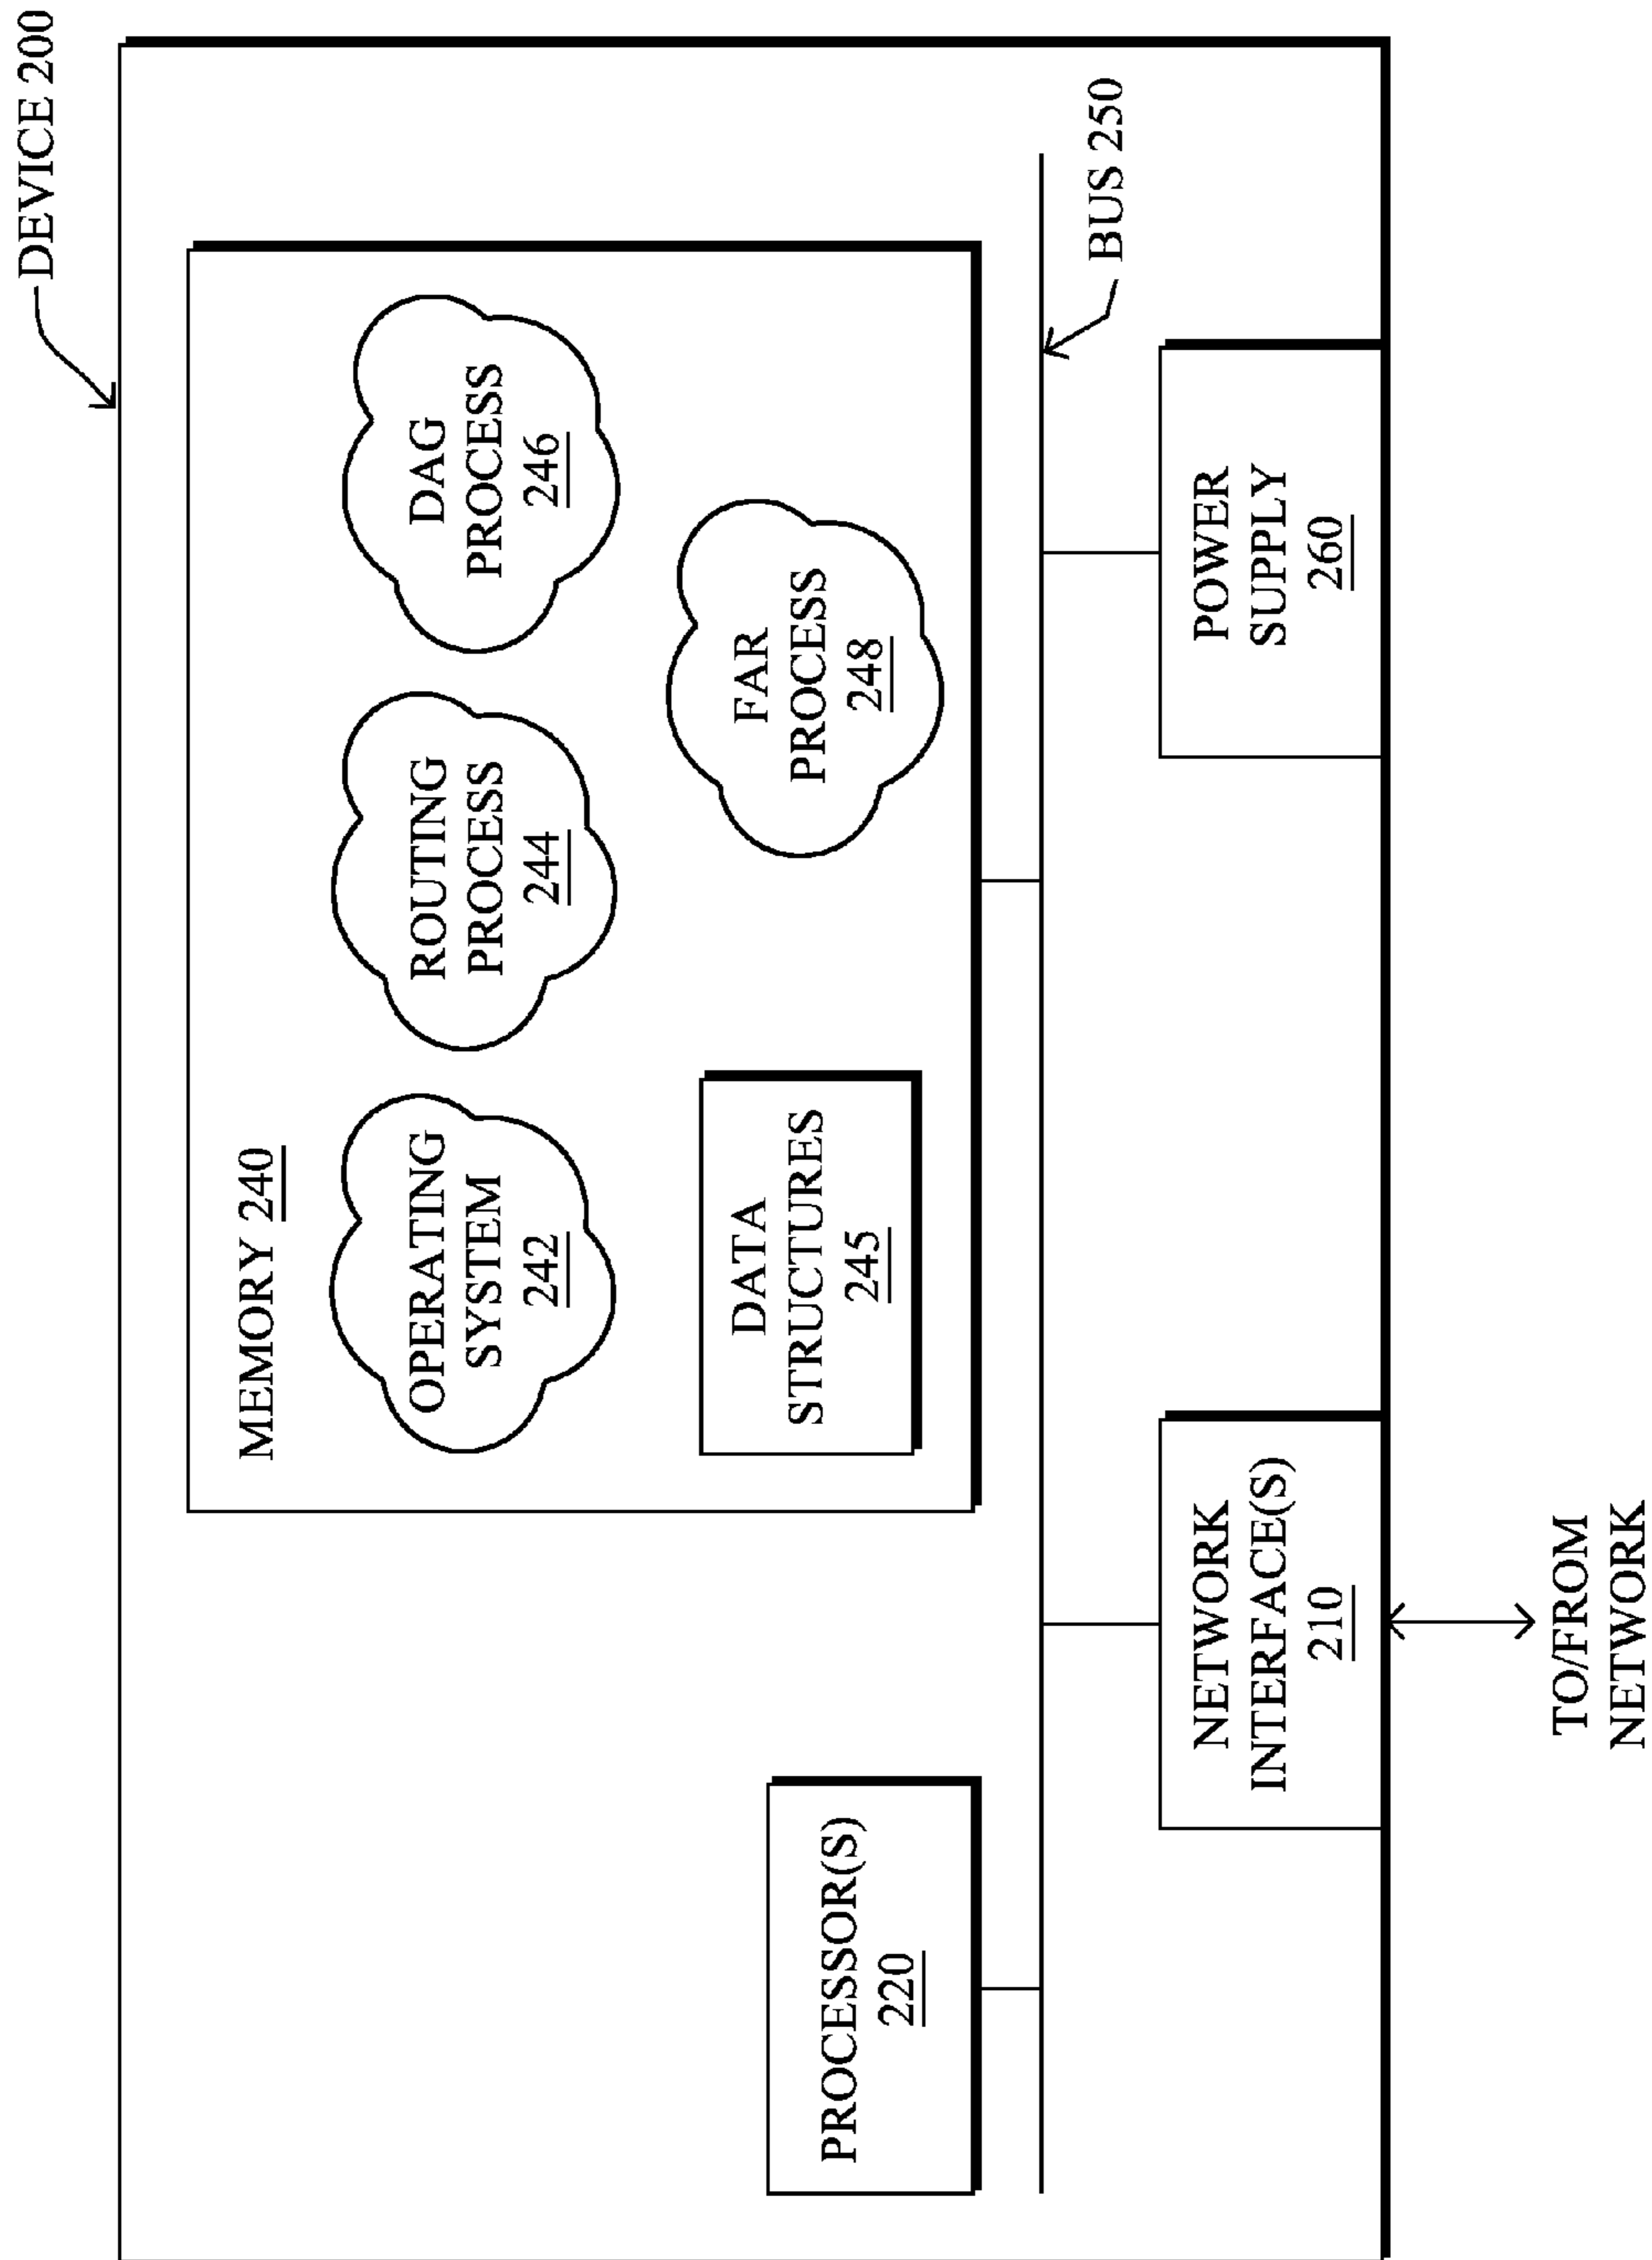 DEVICE 200
MEMORY 240
OPERATING
SYSTEM
242
ROUTING
PROCESS
244
DAG
PROCESS
246
DATA
STRUCTURES
245
FAR
PROCESS
248
PROCESSOR(S)
220
BUS 250
NETWORK
INTERFACE(S)
210
POWER
SUPPLY
260
TO/FROM
NETWORK